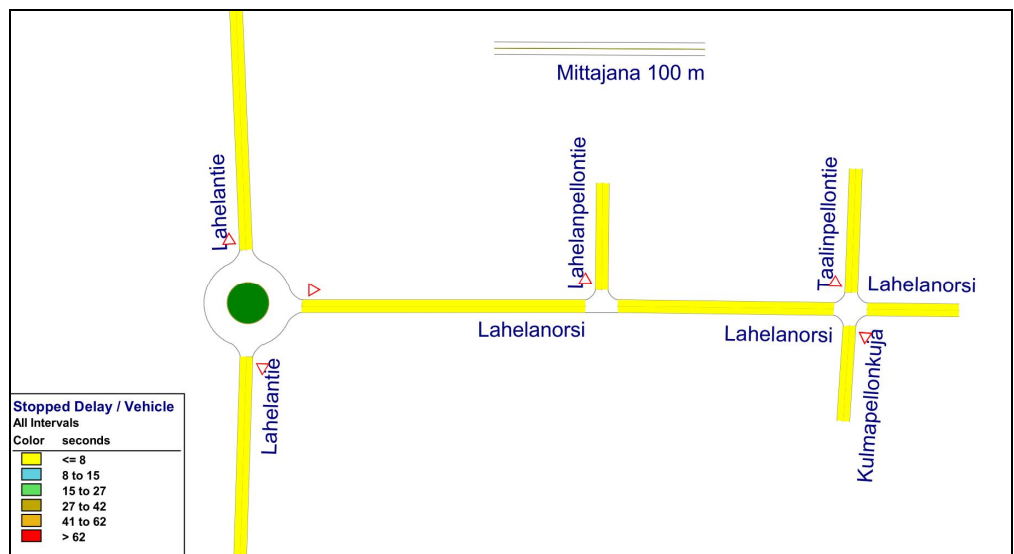 Mittajana 100 m
Lahelantie
Lahelanpellontie
Taalinpellontie
Lahelanorsi
Lahelanorsi
Lahelanorsi
Lahelantie
Kulmapellonkuja
Stopped Delay / Vehicle
All Intervals
Color seconds
<= 8
8 to 15
15 to 27
27 to 42
41 to 62
> 62